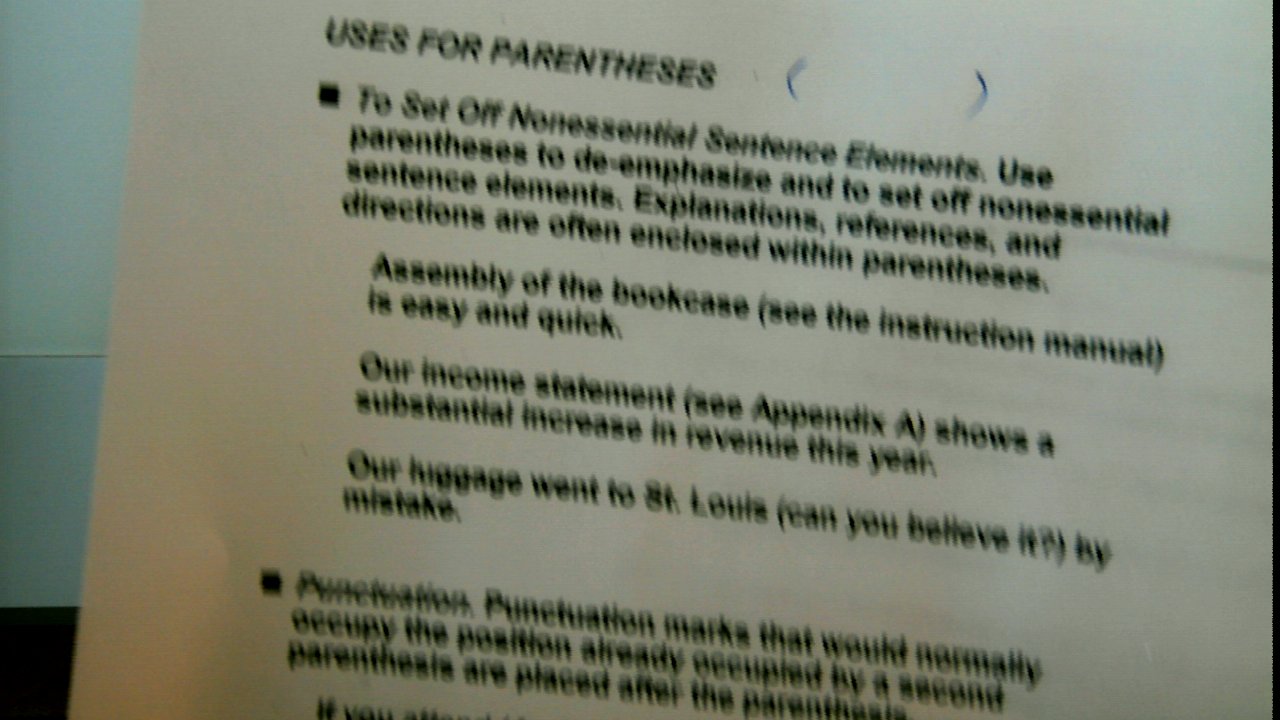 USES FOR PARENTHESES ( )
■ To Set Off Nonessential Sentence Elements. Use
parentheses to de-emphasize and to set off nonessential
sentence elements. Explanations, references, and
directions are often enclosed within parentheses.
Assembly of the bookcase (see the instruction manual)
is easy and quick.
Our income statement (see Appendix A) shows a
substantial increase in revenue this year.
Our luggage went to St. Louis (can you believe it?) by
mistake.
■ Punctuation. Punctuation marks that would normally
occupy the position already occupied by a second
parenthesis are placed after the parenthesis.
If you attend